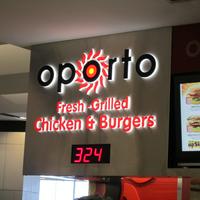 oporto
Fresh-Grilled
Chicken & Burgers
324